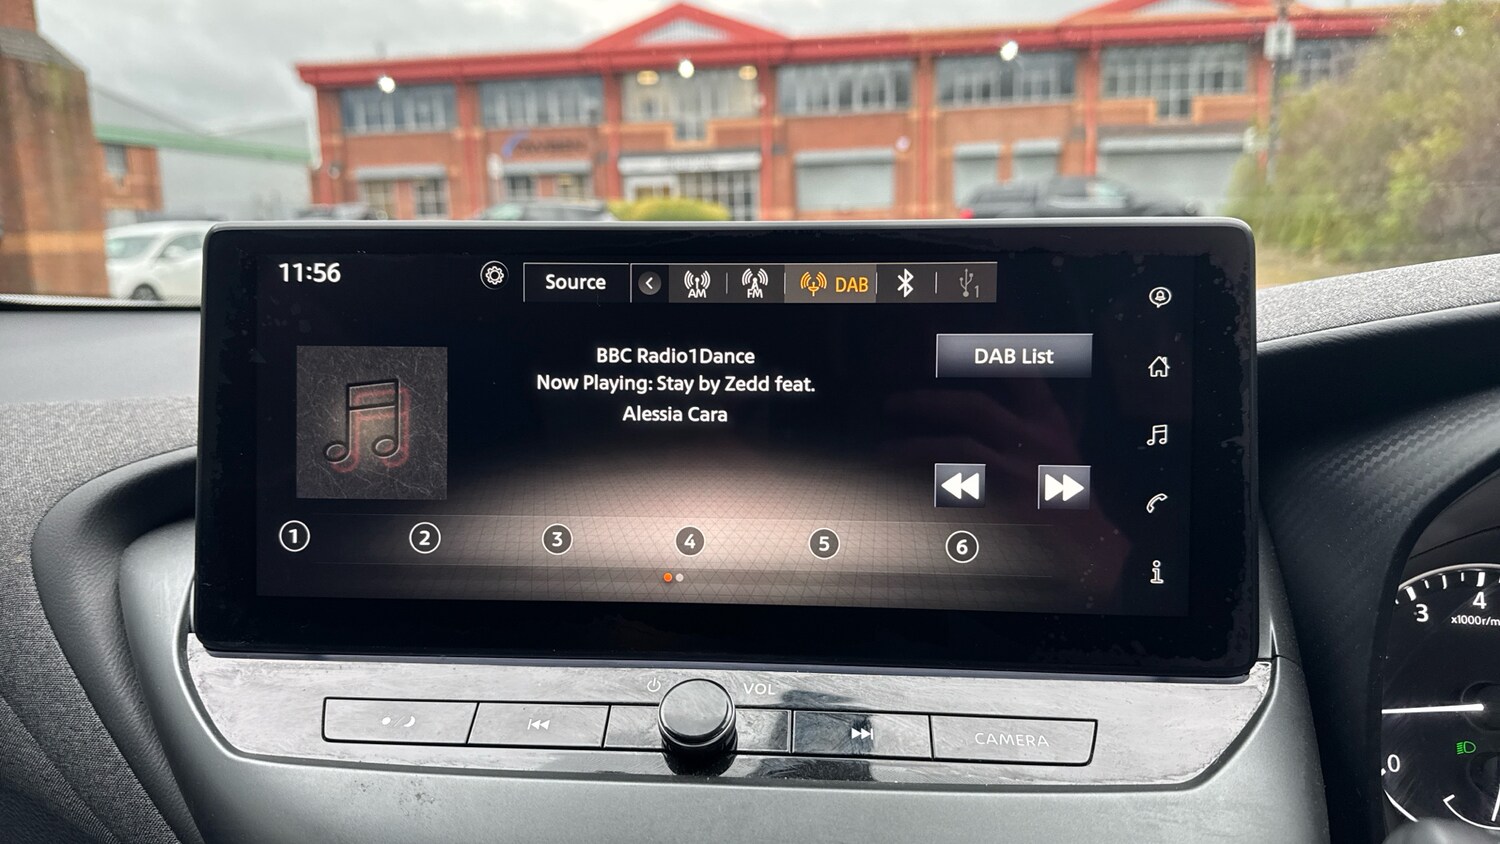 11:56
Source
AM
FM
DAB
1
BBC Radio1Dance
Now Playing: Stay by Zedd feat.
Alessia Cara
DAB List
1
2
3
4
5
6
VOL
CAMERA
3
4
x1000r/m
0